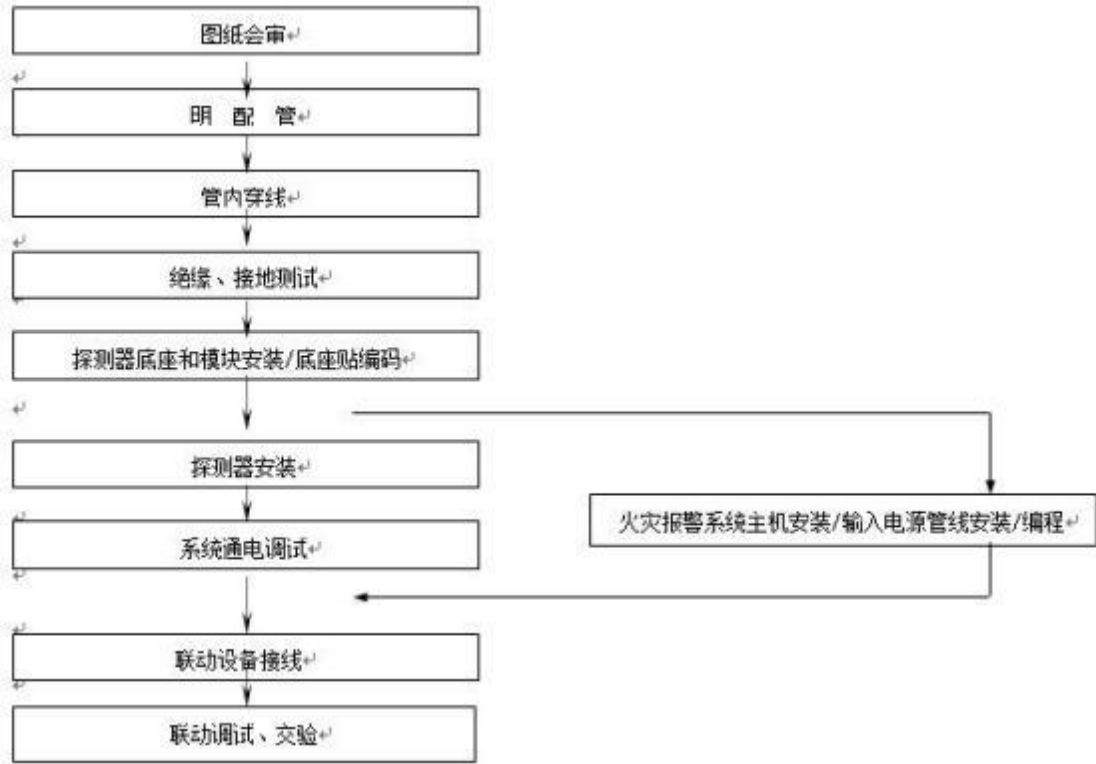 图纸会审
明 配 管
管内穿线
绝缘、接地测试
探测器底座和模块安装/底座贴编码
探测器安装
火灾报警系统主机安装/输入电源管线安装/编程
系统通电调试
联动设备接线
联动调试、交验